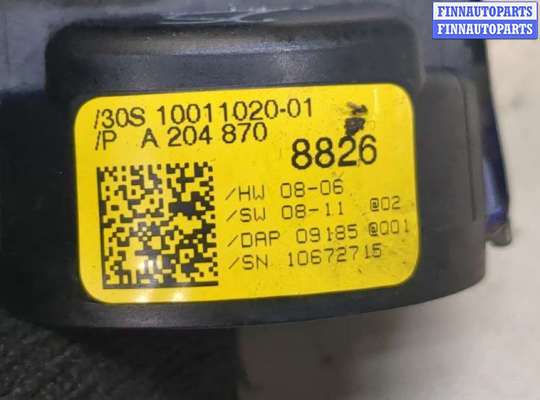 FINNAUTOPARTS
FINNAUTOPARTS
FINNAUTOPARTS
/30S 10011020-01
/P A 204 870
8826
/HW 08-06
/SW 08-11 @02
/DAP 09185 @001
/SN 10672715